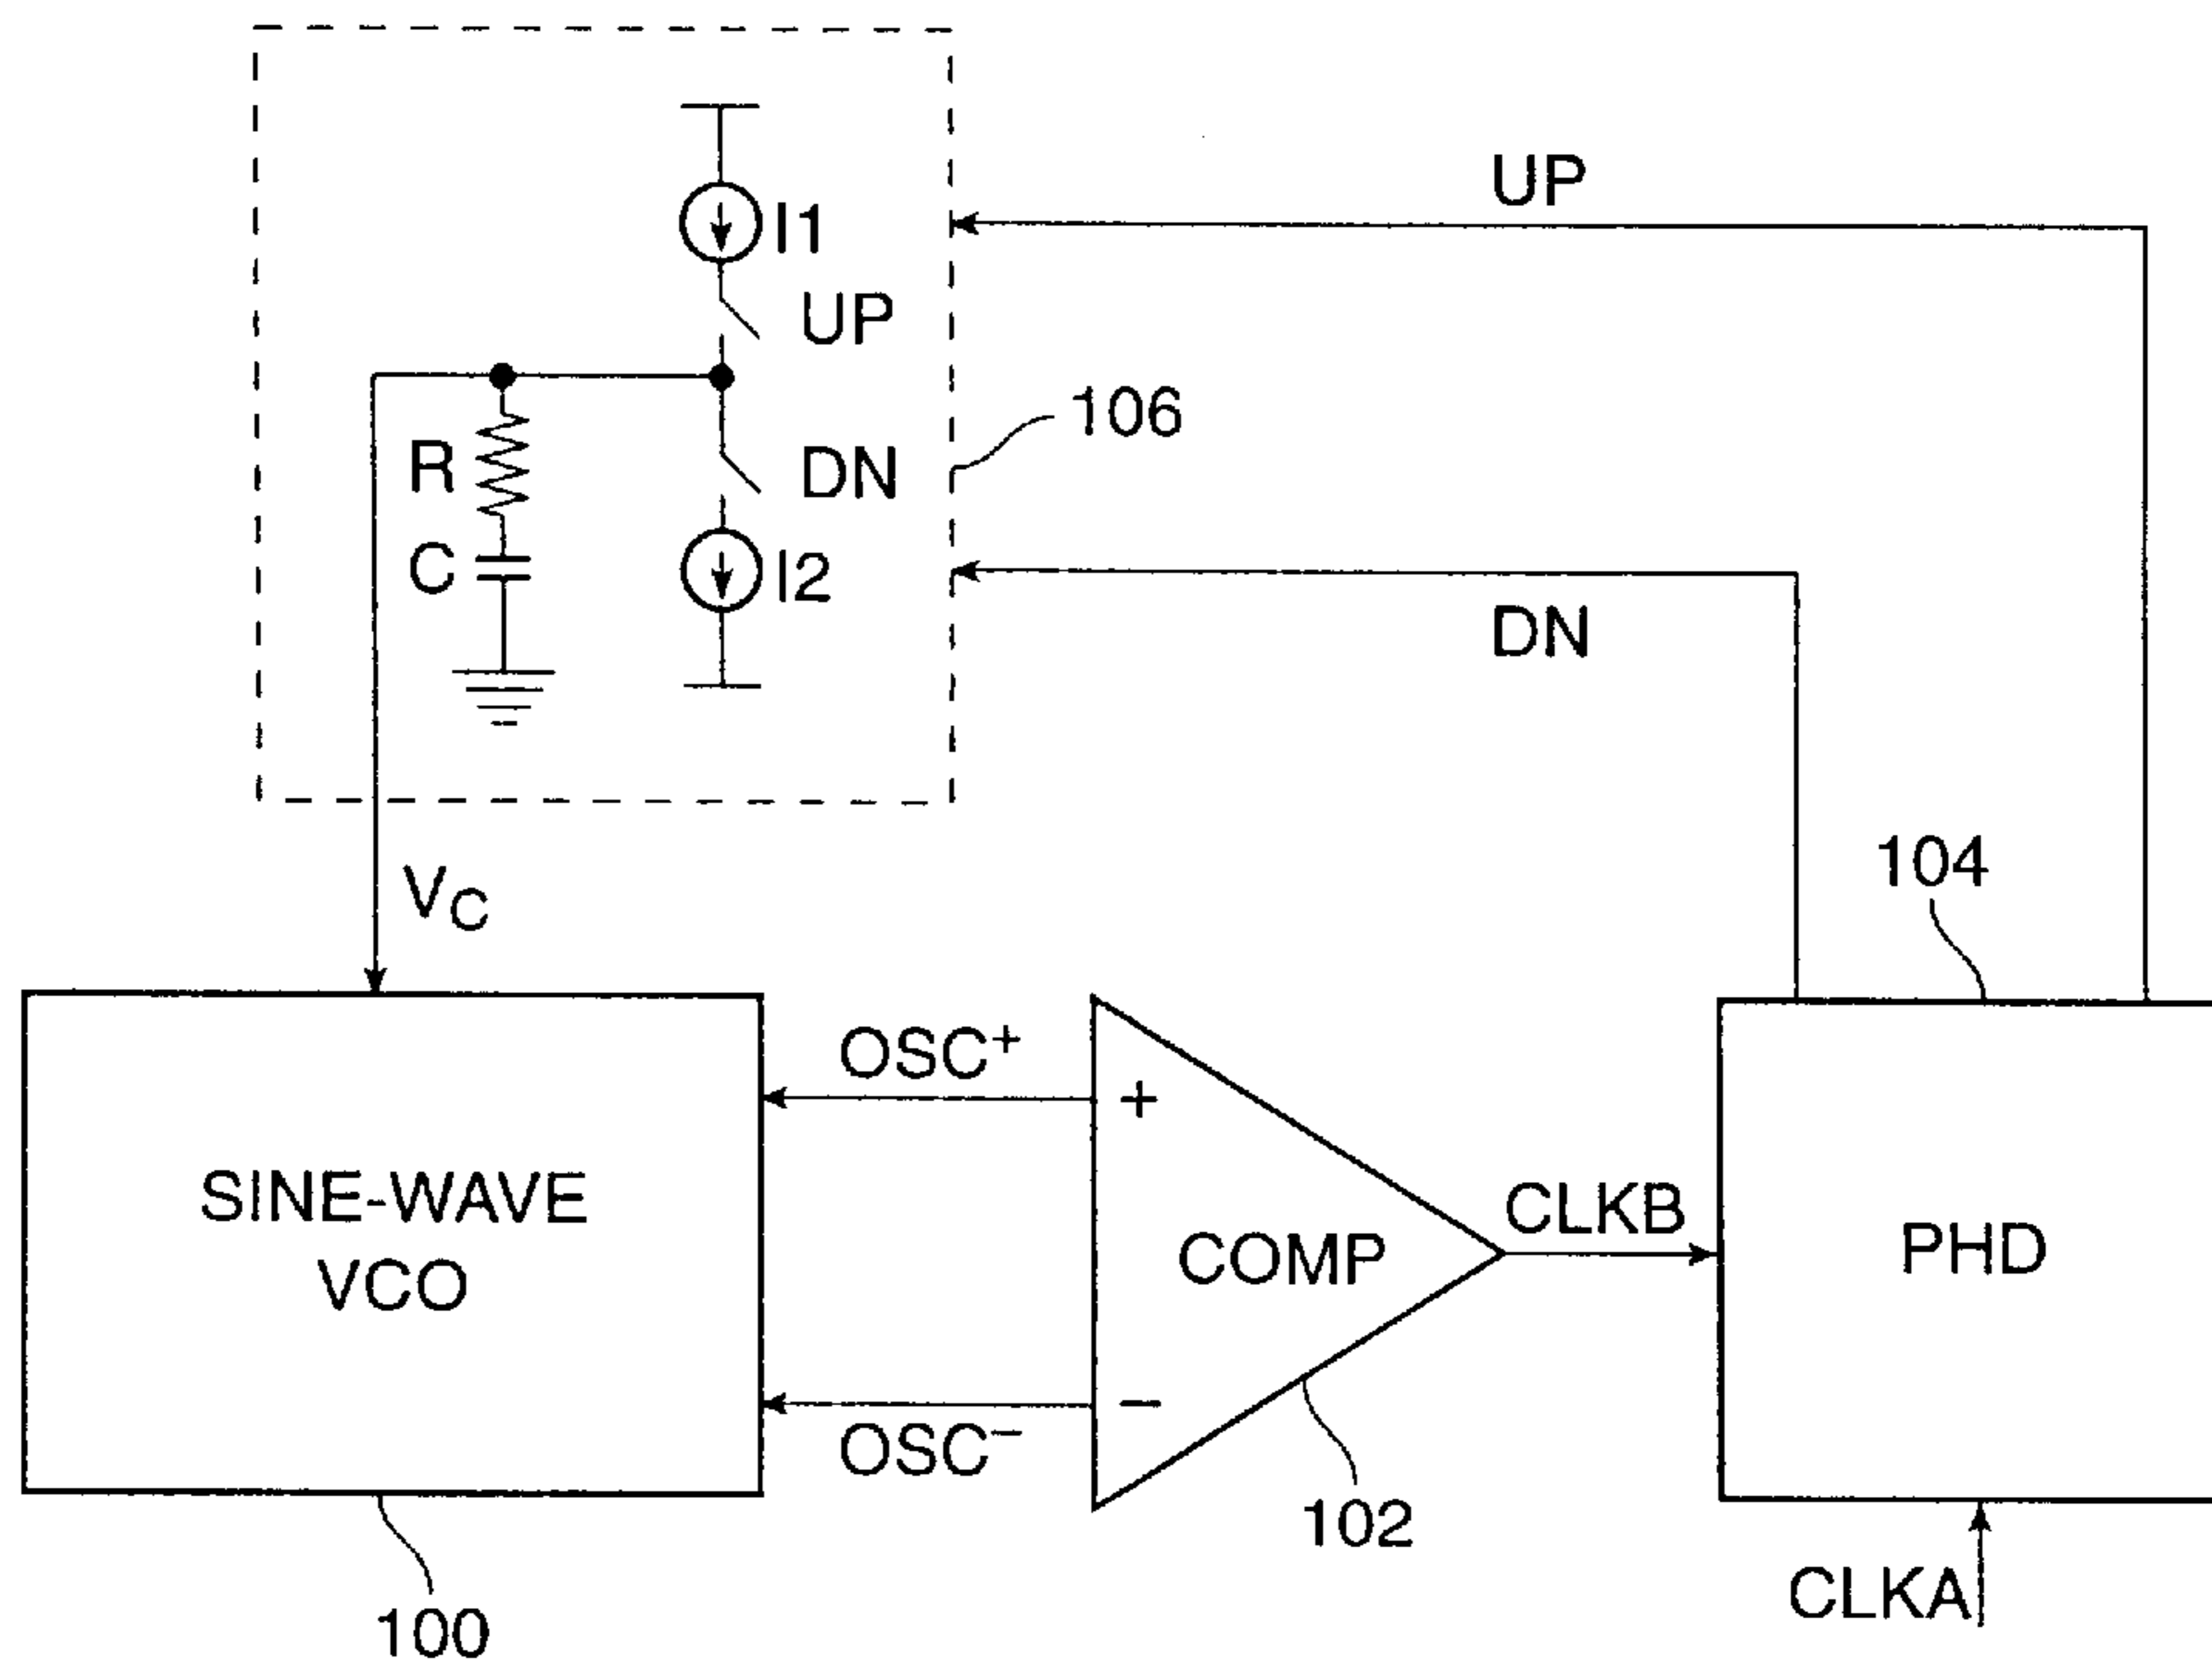 UP
I1
UP
106
R
DN
C
I2
DN
104
VC
OSC+
+
SINE-WAVE
VCO
COMP
CLKB
PHD
−
OSC−
102
CLKA
100